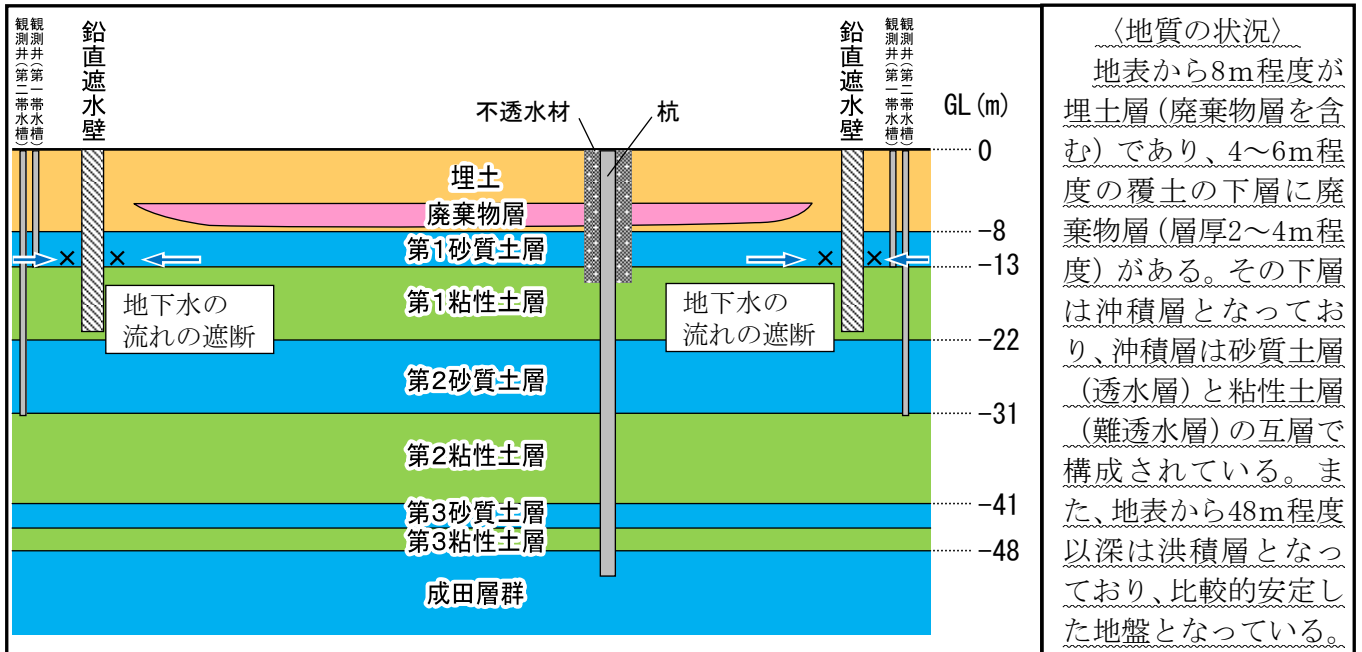 観測井(第二帯水槽)
観測井(第一帯水槽)
鉛直遮水壁
不透水材
杭
鉛直遮水壁
観測井(第一帯水槽)
観測井(第二帯水槽)
GL(m)
0
埋土
廃棄物層
-8
第1砂質土層
-13
第1粘性土層
地下水の
流れの遮断
地下水の
流れの遮断
-22
第2砂質土層
-31
第2粘性土層
-41
第3砂質土層
第3粘性土層
-48
成田層群
〈地質の状況〉
地表から8m程度が
埋土層(廃棄物層を含
む)であり、4〜6m程
度の覆土の下層に廃
棄物層(層厚2〜4m程
度)がある。その下層
は沖積層となってお
り、沖積層は砂質土層
(透水層)と粘性土層
(難透水層)の互層で
構成されている。ま
た、地表から48m程度
以深は洪積層となっ
ており、比較的安定し
た地盤となっている。